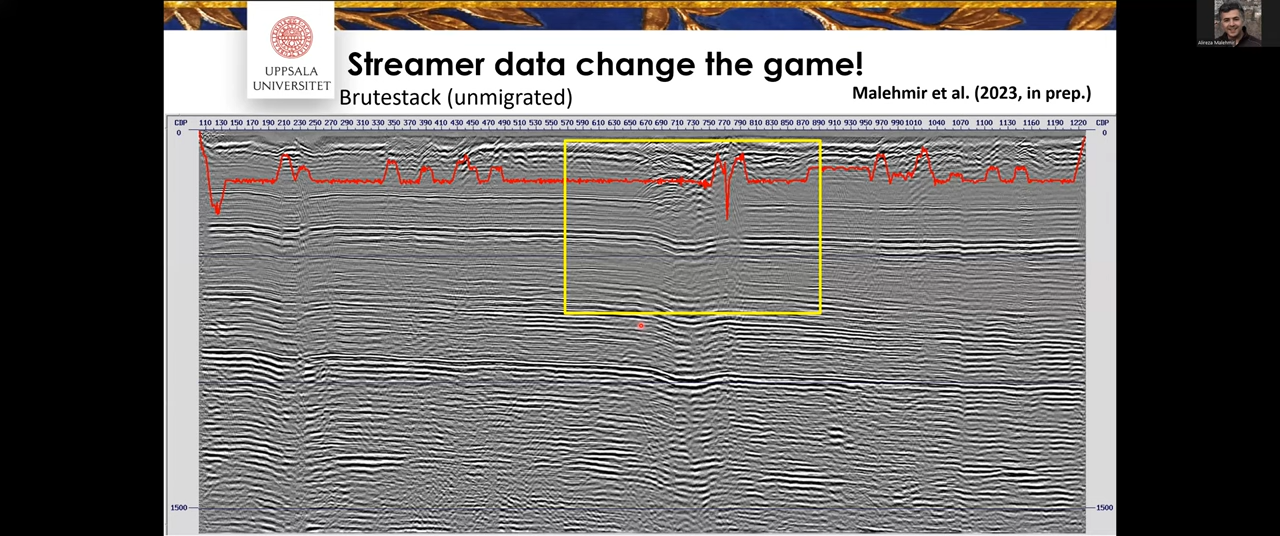 Alireza Malehmir
UPPSALA
UNIVERSITET
Streamer data change the game!
Brutestack (unmigrated)
Malehmir et al. (2023, in prep.)
CDP 110 130 150 170 190 210 230 250 270 290 310 330 350 370 390 410 430 450 470 490 510 530 550 570 590 610 630 650 670 690 710 730 750 770 790 810 830 850 870 890 910 930 950 970 990 1010 1040 1070 1100 1130 1160 1190 1220 CDP
0 0
1500 1500